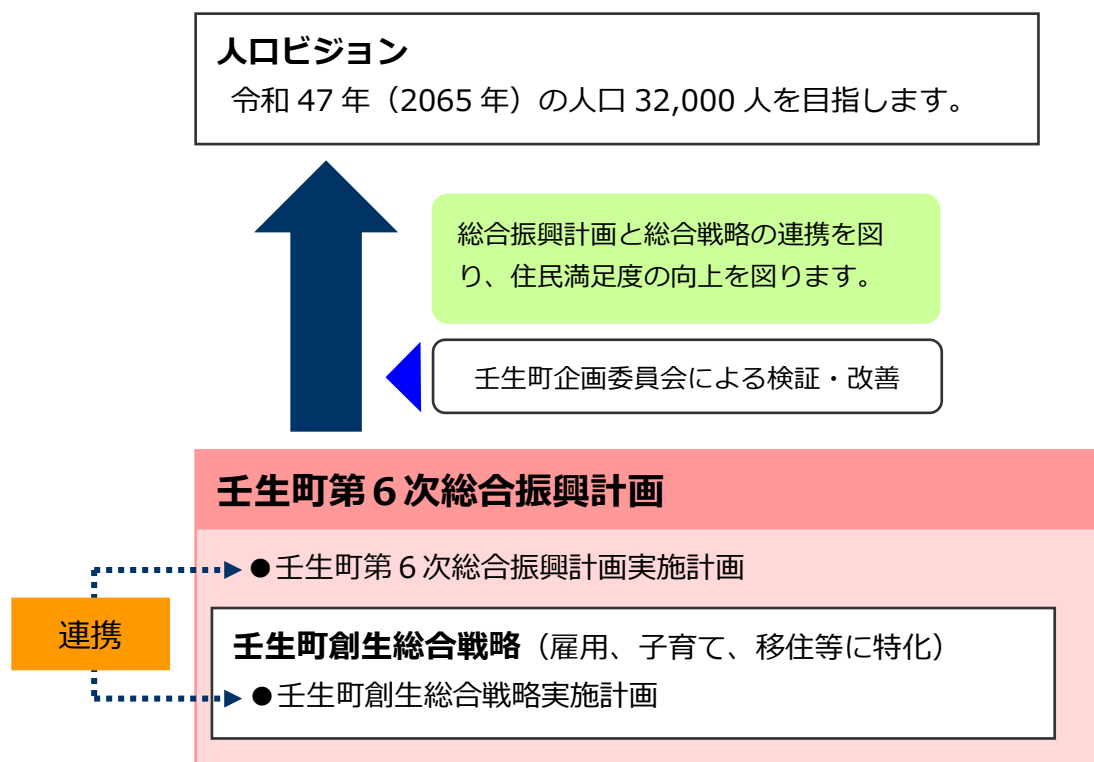 人口ビジョン
令和 47 年（2065 年）の人口 32,000 人を目指します。
総合振興計画と総合戦略の連携を図
り、住民満足度の向上を図ります。
壬生町企画委員会による検証・改善
壬生町第６次総合振興計画
●壬生町第６次総合振興計画実施計画
連携
壬生町創生総合戦略（雇用、子育て、移住等に特化）
●壬生町創生総合戦略実施計画